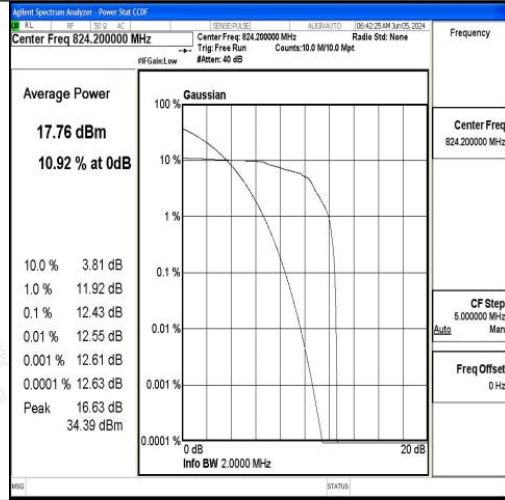 Agilent Spectrum Analyzer - Power Stat CCDF
RL RF 50 Ω AC SENSE:PULSE ALIGNAUTO 06:42:25 AM Jun 05, 2024
Center Freq 824.200000 MHz
Center Freq: 824.200000 MHz Radio Std: None
Trig: Free Run Counts:10.0 M/10.0 Mpt
#IFGain:Low #Atten: 40 dB
Frequency
Average Power
17.76 dBm
10.92 % at 0dB
10.0 % 3.81 dB
1.0 % 11.92 dB
0.1 % 12.43 dB
0.01 % 12.55 dB
0.001 % 12.61 dB
0.0001 % 12.63 dB
Peak 16.63 dB
34.39 dBm
Gaussian
100 %
10 %
1 %
0.1 %
0.01 %
0.001 %
0.0001 %
0 dB 20 dB
Info BW 2.0000 MHz
Center Freq
824.200000 MHz
CF Step
5.000000 MHz
Auto Man
Freq Offset
0 Hz
MSG STATUS